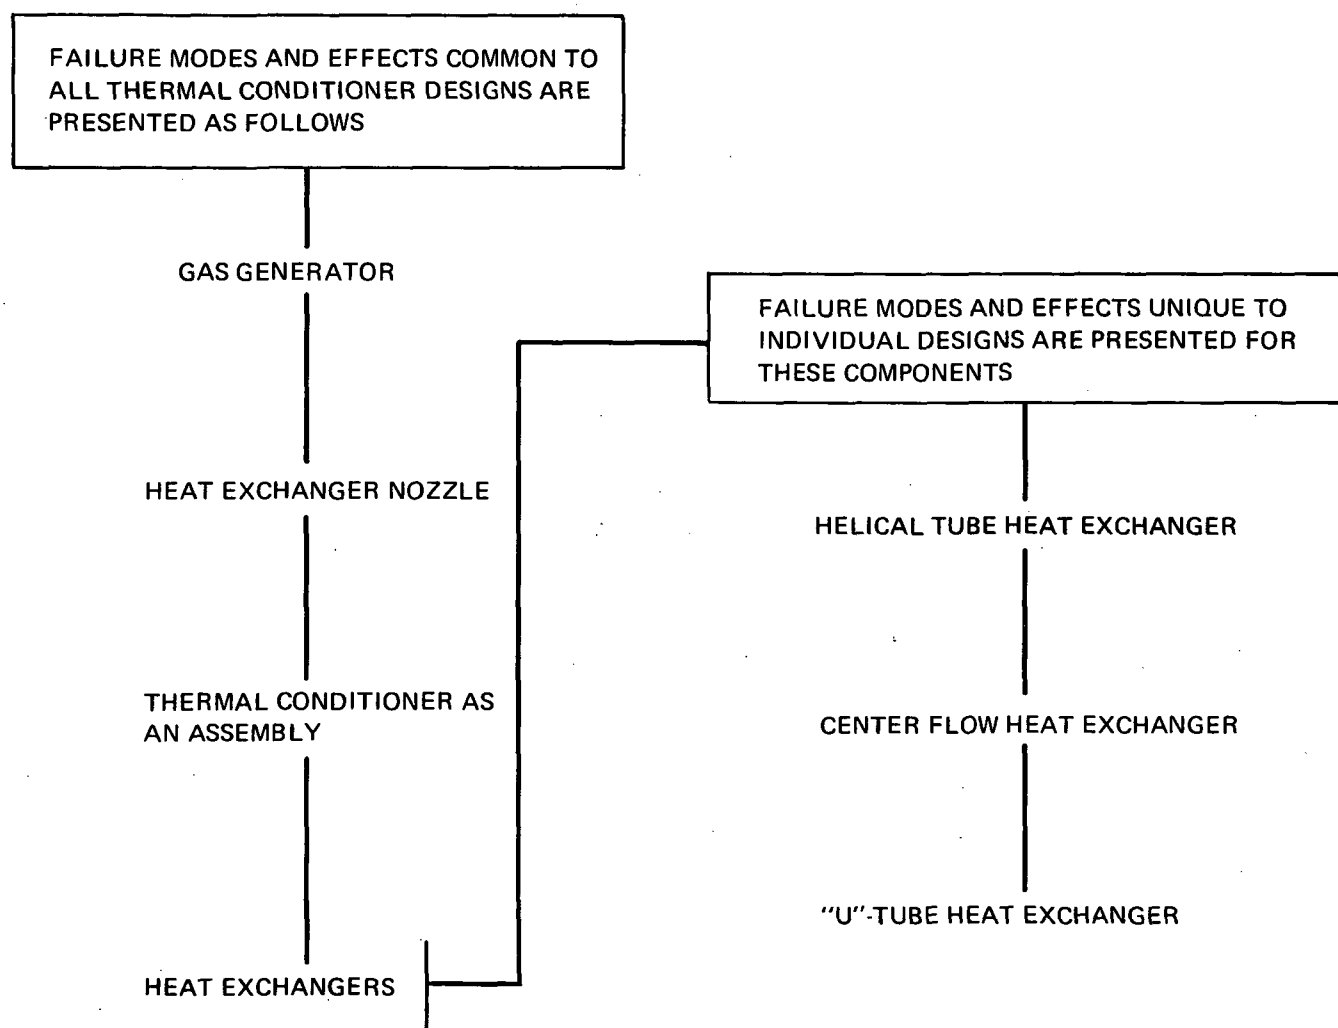 FAILURE MODES AND EFFECTS COMMON TO
ALL THERMAL CONDITIONER DESIGNS ARE
PRESENTED AS FOLLOWS
GAS GENERATOR
HEAT EXCHANGER NOZZLE
THERMAL CONDITIONER AS
AN ASSEMBLY
HEAT EXCHANGERS
FAILURE MODES AND EFFECTS UNIQUE TO
INDIVIDUAL DESIGNS ARE PRESENTED FOR
THESE COMPONENTS
HELICAL TUBE HEAT EXCHANGER
CENTER FLOW HEAT EXCHANGER
"U"-TUBE HEAT EXCHANGER